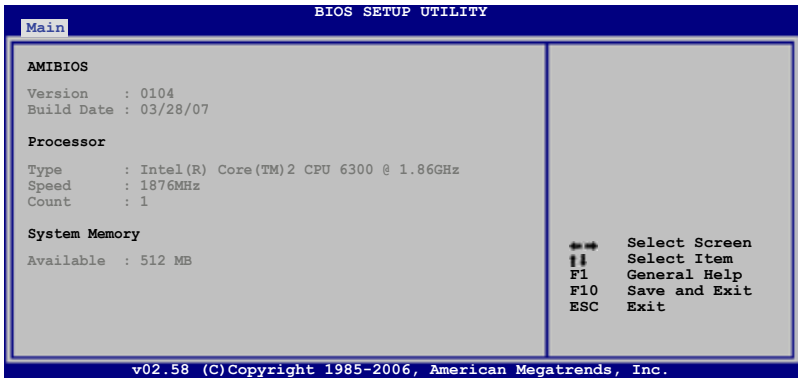 BIOS SETUP UTILITY
Main
AMIBIOS
Version : 0104
Build Date : 03/28/07
Processor
Type : Intel(R) Core(TM)2 CPU 6300 @ 1.86GHz
Speed : 1876MHz
Count : 1
System Memory
Available : 512 MB
←→ Select Screen
↑↓ Select Item
F1 General Help
F10 Save and Exit
ESC Exit
v02.58 (C)Copyright 1985-2006, American Megatrends, Inc.